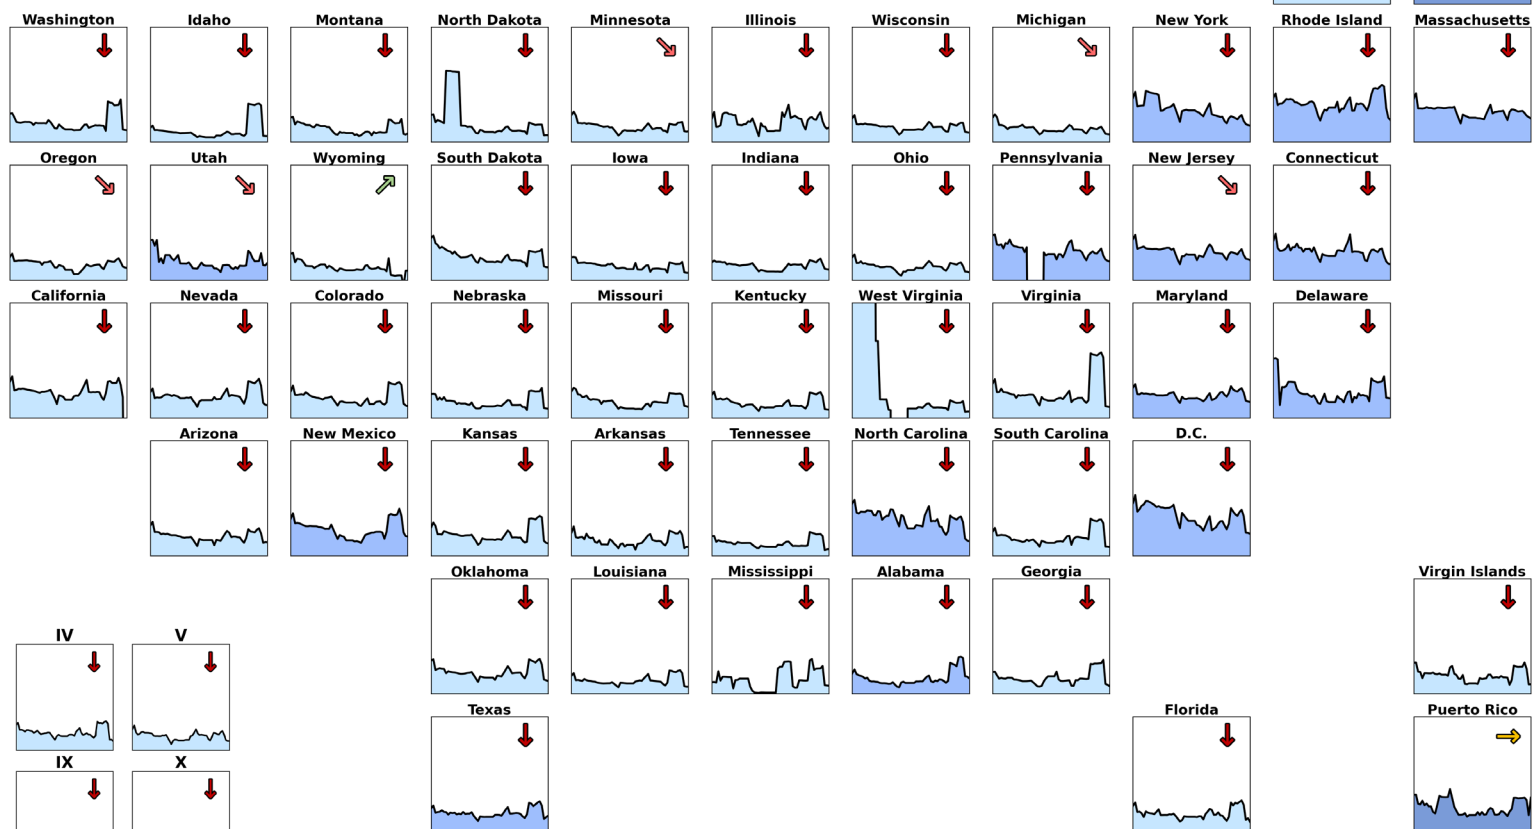 Washington Idaho Montana North Dakota Minnesota Illinois Wisconsin Michigan New York Rhode Island Massachusetts
Oregon Utah Wyoming South Dakota Iowa Indiana Ohio Pennsylvania New Jersey Connecticut
California Nevada Colorado Nebraska Missouri Kentucky West Virginia Virginia Maryland Delaware
Arizona New Mexico Kansas Arkansas Tennessee North Carolina South Carolina D.C.
Oklahoma Louisiana Mississippi Alabama Georgia Virgin Islands
IV V
Texas Florida Puerto Rico
IX X